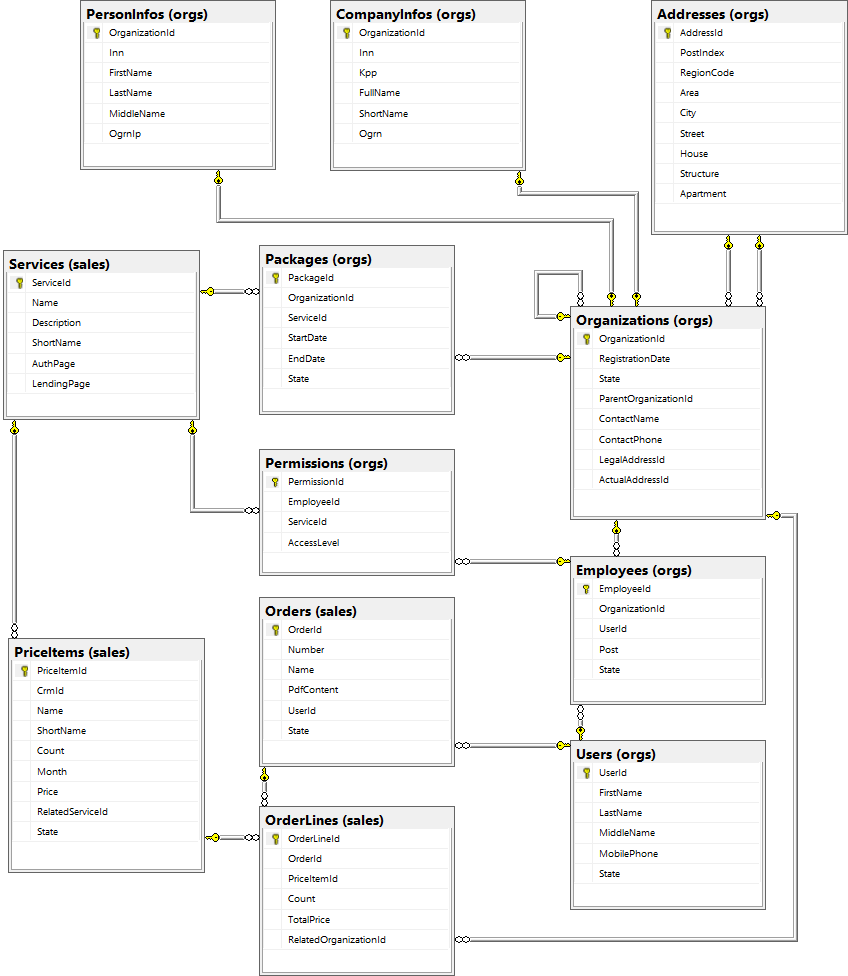 PersonInfos (orgs)
OrganizationId
Inn
FirstName
LastName
MiddleName
OgrnIp
CompanyInfos (orgs)
OrganizationId
Inn
Kpp
FullName
ShortName
Ogrn
Addresses (orgs)
AddressId
PostIndex
RegionCode
Area
City
Street
House
Structure
Apartment
Services (sales)
ServiceId
Name
Description
ShortName
AuthPage
LendingPage
Packages (orgs)
PackageId
OrganizationId
ServiceId
StartDate
EndDate
State
Organizations (orgs)
OrganizationId
RegistrationDate
State
ParentOrganizationId
ContactName
ContactPhone
LegalAddressId
ActualAddressId
Permissions (orgs)
PermissionId
EmployeeId
ServiceId
AccessLevel
Employees (orgs)
EmployeeId
OrganizationId
UserId
Post
State
Orders (sales)
OrderId
Number
Name
PdfContent
UserId
State
PriceItems (sales)
PriceItemId
CrmId
Name
ShortName
Count
Month
Price
RelatedServiceId
State
Users (orgs)
UserId
FirstName
LastName
MiddleName
MobilePhone
State
OrderLines (sales)
OrderLineId
OrderId
PriceItemId
Count
TotalPrice
RelatedOrganizationId